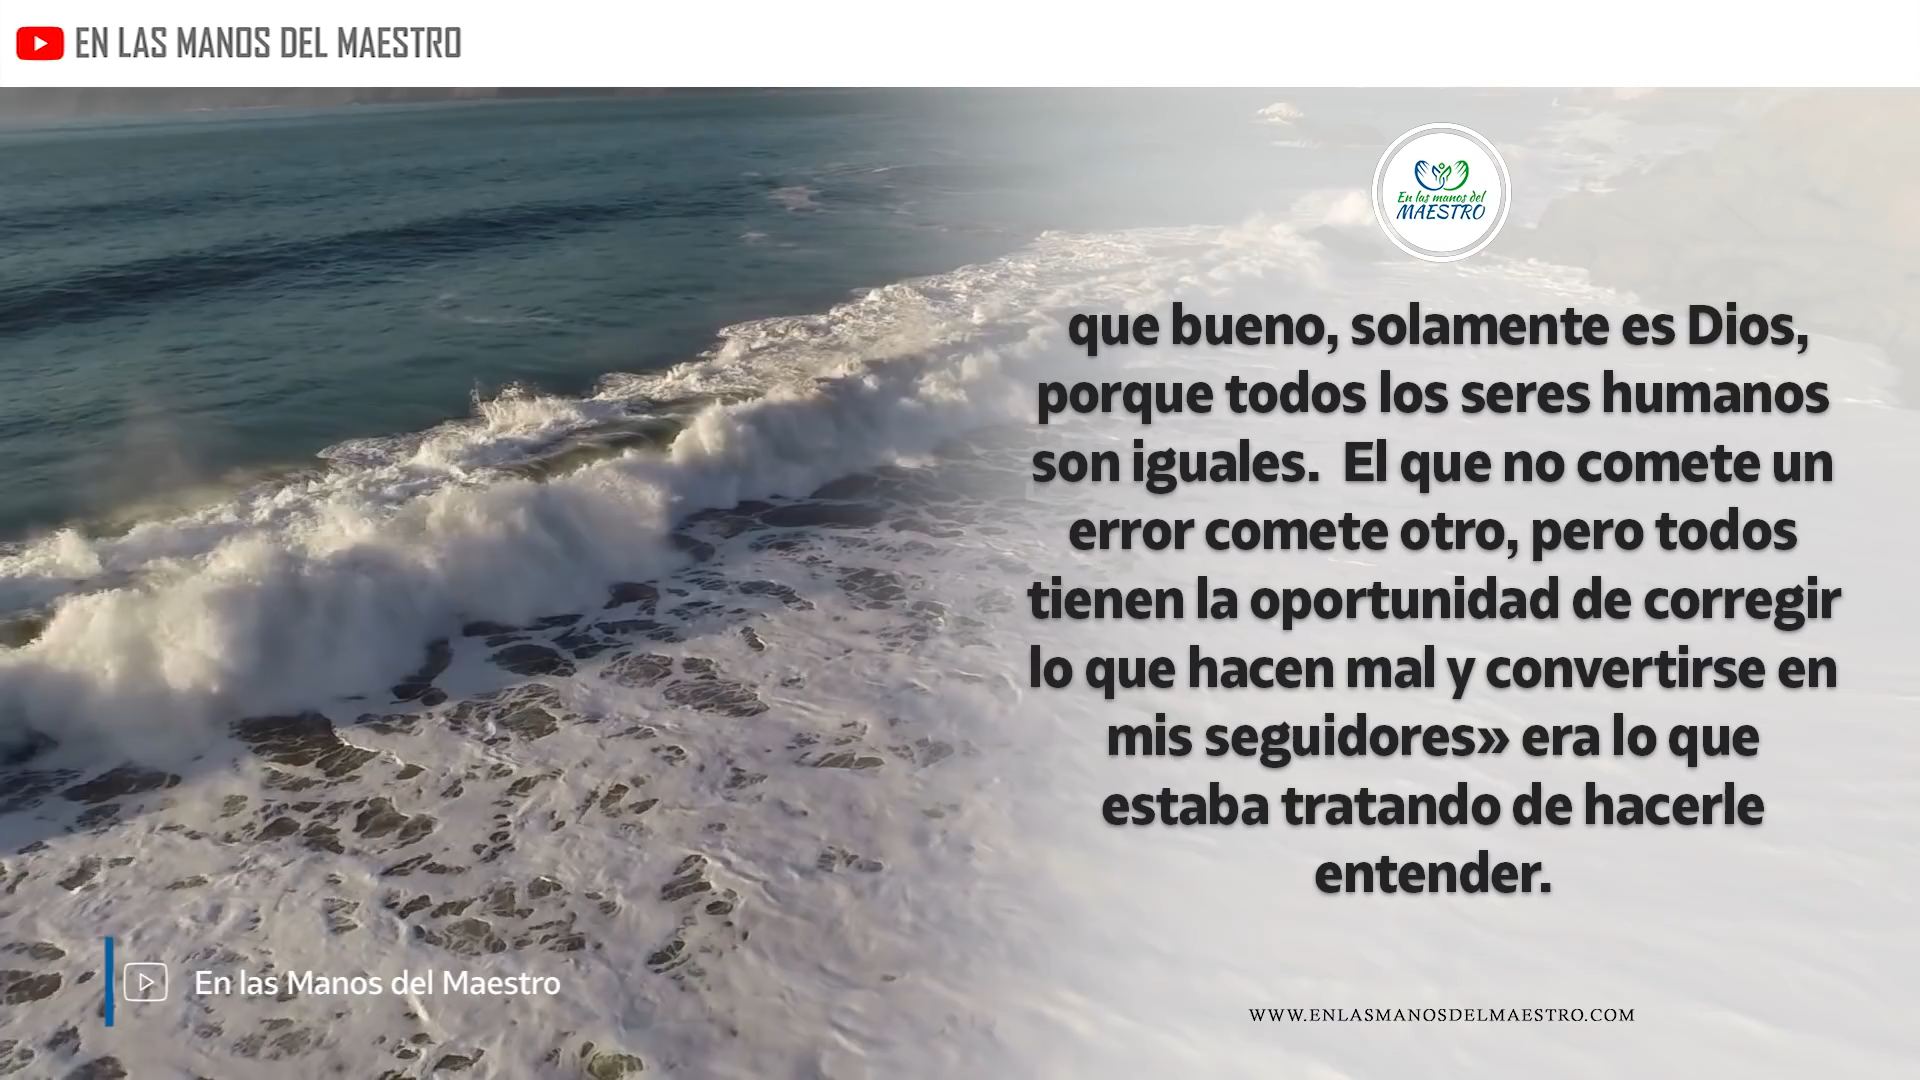 EN LAS MANOS DEL MAESTRO
En las manos del
MAESTRO
que bueno, solamente es Dios,
porque todos los seres humanos
son iguales.  El que no comete un
error comete otro, pero todos
tienen la oportunidad de corregir
lo que hacen mal y convertirse en
mis seguidores» era lo que
estaba tratando de hacerle
entender.
En las Manos del Maestro
WWW.ENLASMANOSDELMAESTRO.COM